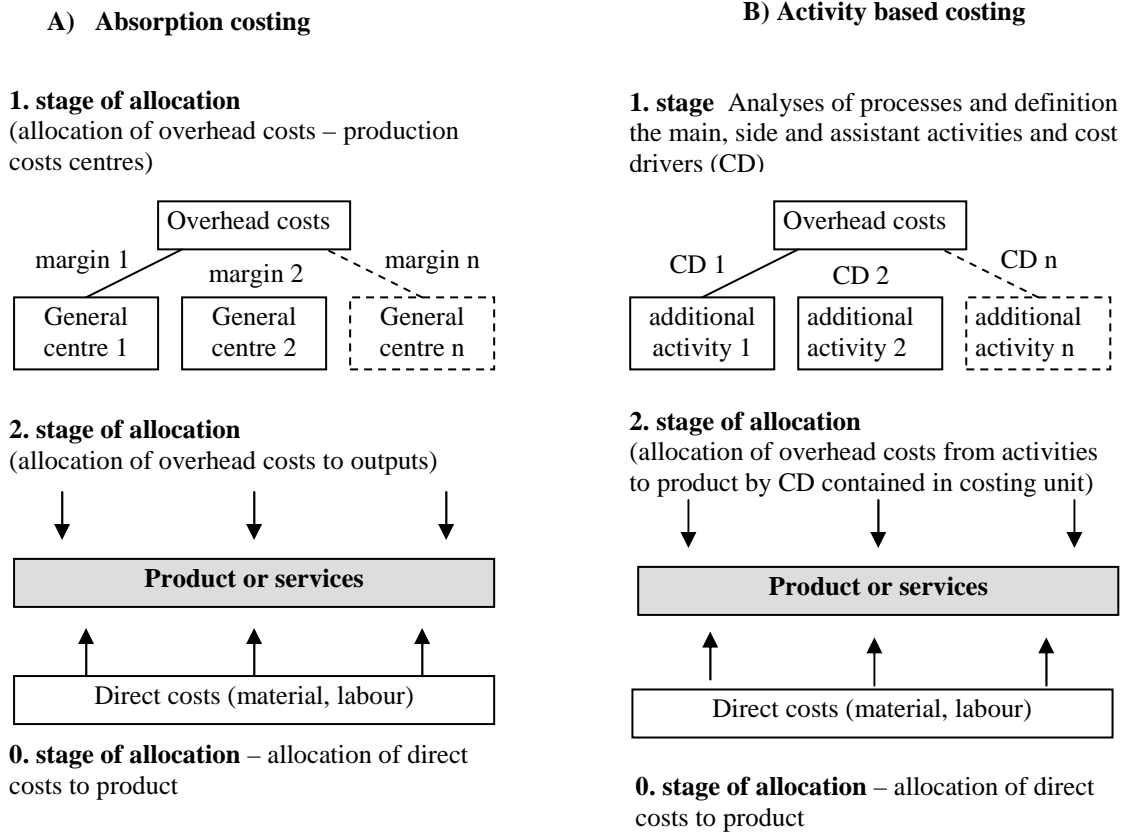 A) Absorption costing
1. stage of allocation
(allocation of overhead costs – production
costs centres)
Overhead costs
margin 1
margin 2
margin n
General
centre 1
General
centre 2
General
centre n
2. stage of allocation
(allocation of overhead costs to outputs)
Product or services
Direct costs (material, labour)
0. stage of allocation – allocation of direct
costs to product
B) Activity based costing
1. stage Analyses of processes and definition
the main, side and assistant activities and cost
drivers (CD)
Overhead costs
CD 1
CD 2
CD n
additional
activity 1
additional
activity 2
additional
activity n
2. stage of allocation
(allocation of overhead costs from activities
to product by CD contained in costing unit)
Product or services
Direct costs (material, labour)
0. stage of allocation – allocation of direct
costs to product